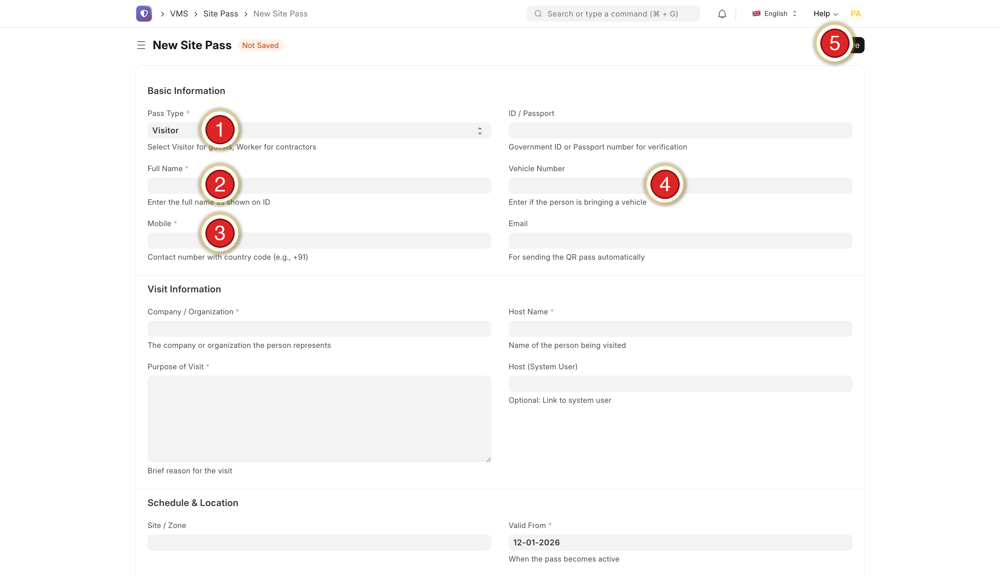 VMS Site Pass New Site Pass
Search or type a command (⌘ + G)
English
Help
PA
New Site Pass
Not Saved
5
Basic Information
Pass Type *
Visitor
1
Select Visitor for guests, Worker for contractors
ID / Passport
Government ID or Passport number for verification
Full Name *
2
Enter the full name as shown on ID
Vehicle Number
4
Enter if the person is bringing a vehicle
Mobile *
3
Contact number with country code (e.g., +91)
Email
For sending the QR pass automatically
Visit Information
Company / Organization *
The company or organization the person represents
Host Name *
Name of the person being visited
Purpose of Visit *
Brief reason for the visit
Host (System User)
Optional: Link to system user
Schedule & Location
Site / Zone
Valid From *
12-01-2026
When the pass becomes active